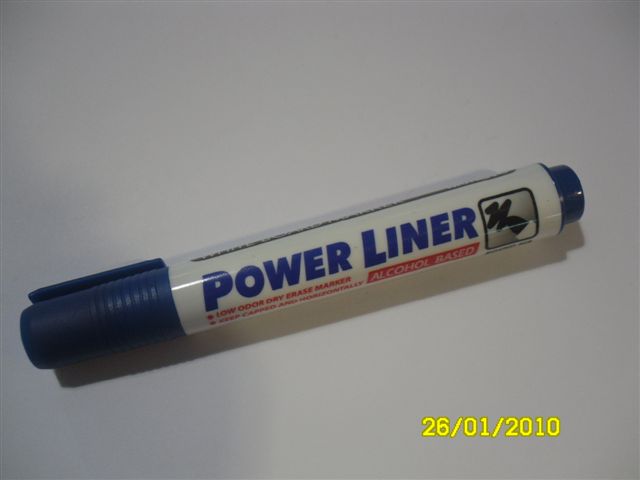 POWER LINER
• LOW ODOR DRY ERASE MARKER
• KEEP CAPPED AND HORIZONTALLY
ALCOHOL BASED
26/01/2010